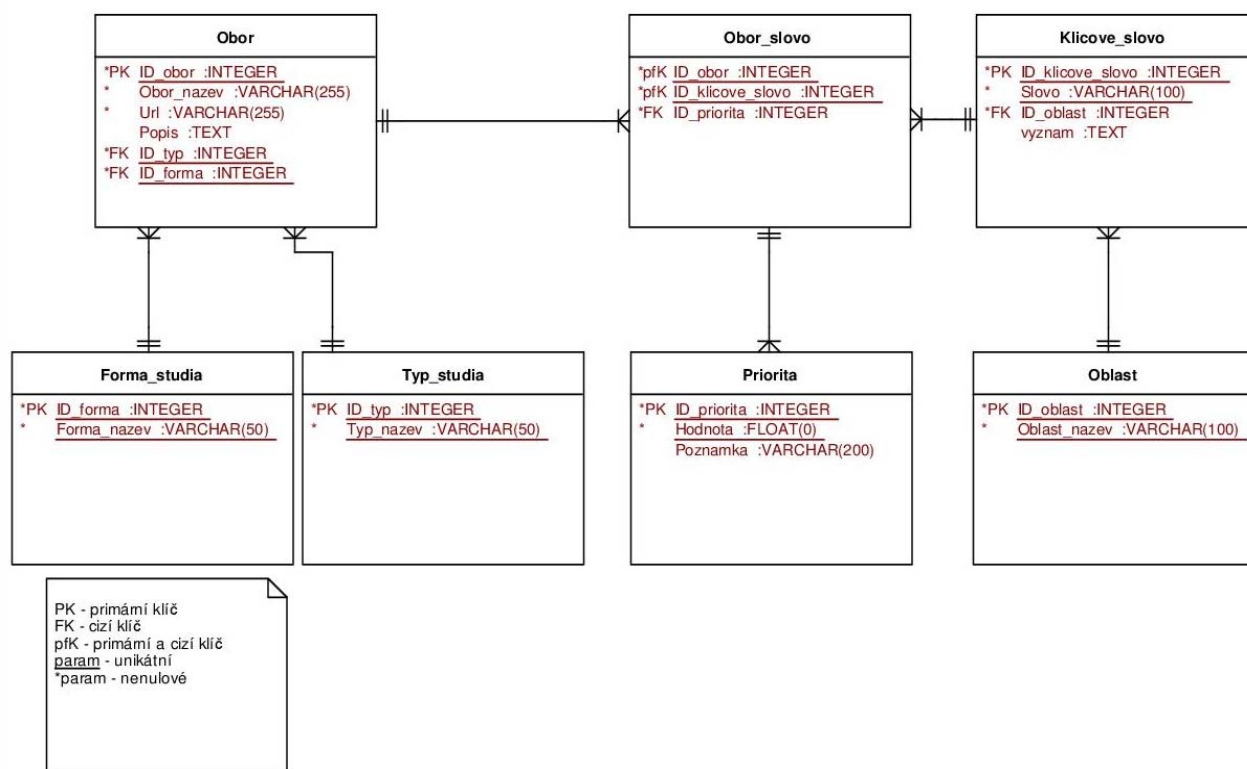 Obor
*PK ID_obor :INTEGER
* Obor_nazev :VARCHAR(255)
* Url :VARCHAR(255)
Popis :TEXT
*FK ID_typ :INTEGER
*FK ID_forma :INTEGER
Obor_slovo
*pfK ID_obor :INTEGER
*pfK ID_klicove_slovo :INTEGER
*FK ID_priorita :INTEGER
Klicove_slovo
*PK ID_klicove_slovo :INTEGER
* Slovo :VARCHAR(100)
*FK ID_oblast :INTEGER
vyznam :TEXT
Forma_studia
*PK ID_forma :INTEGER
* Forma_nazev :VARCHAR(50)
Typ_studia
*PK ID_typ :INTEGER
* Typ_nazev :VARCHAR(50)
Priorita
*PK ID_priorita :INTEGER
* Hodnota :FLOAT(0)
Poznamka :VARCHAR(200)
Oblast
*PK ID_oblast :INTEGER
* Oblast_nazev :VARCHAR(100)
PK - primární klíč
FK - cizí klíč
pfK - primární a cizí klíč
param - unikátní
*param - nenulové